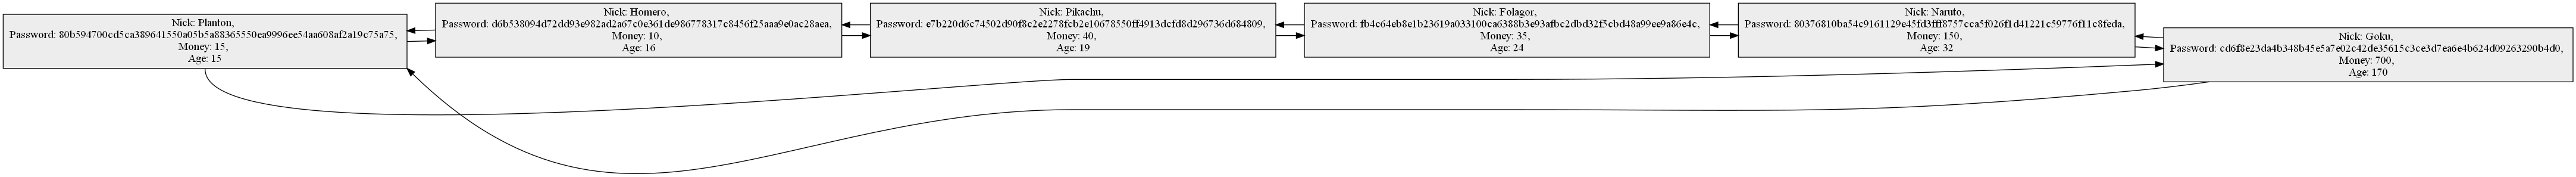 Nick: Planton,
Password: 80b594700cd5ca389641550a05b5a88365550ea9996ee54aa608af2a19c75a75,
Money: 15,
Age: 15
Nick: Homero,
Password: d6b538094d72dd93e982ad2a67c0e361de986778317c8456f25aaa9e0ac28aea,
Money: 10,
Age: 16
Nick: Pikachu,
Password: e7b220d6c74502d90f8c2e2278fcb2e10678550ff4913dcfd8d296736d684809,
Money: 40,
Age: 19
Nick: Folagor,
Password: fb4c64eb8e1b23619a033100ca6388b3e93afbc2dbd32f5cbd48a99ee9a86e4c,
Money: 35,
Age: 24
Nick: Naruto,
Password: 80376810ba54c9161129e45fd3fff8757cca5f026f1d41221c59776f11c8feda,
Money: 150,
Age: 32
Nick: Goku,
Password: cd6f8e23da4b348b45e5a7e02c42de35615c3ce3d7ea6e4b624d09263290b4d0,
Money: 700,
Age: 170